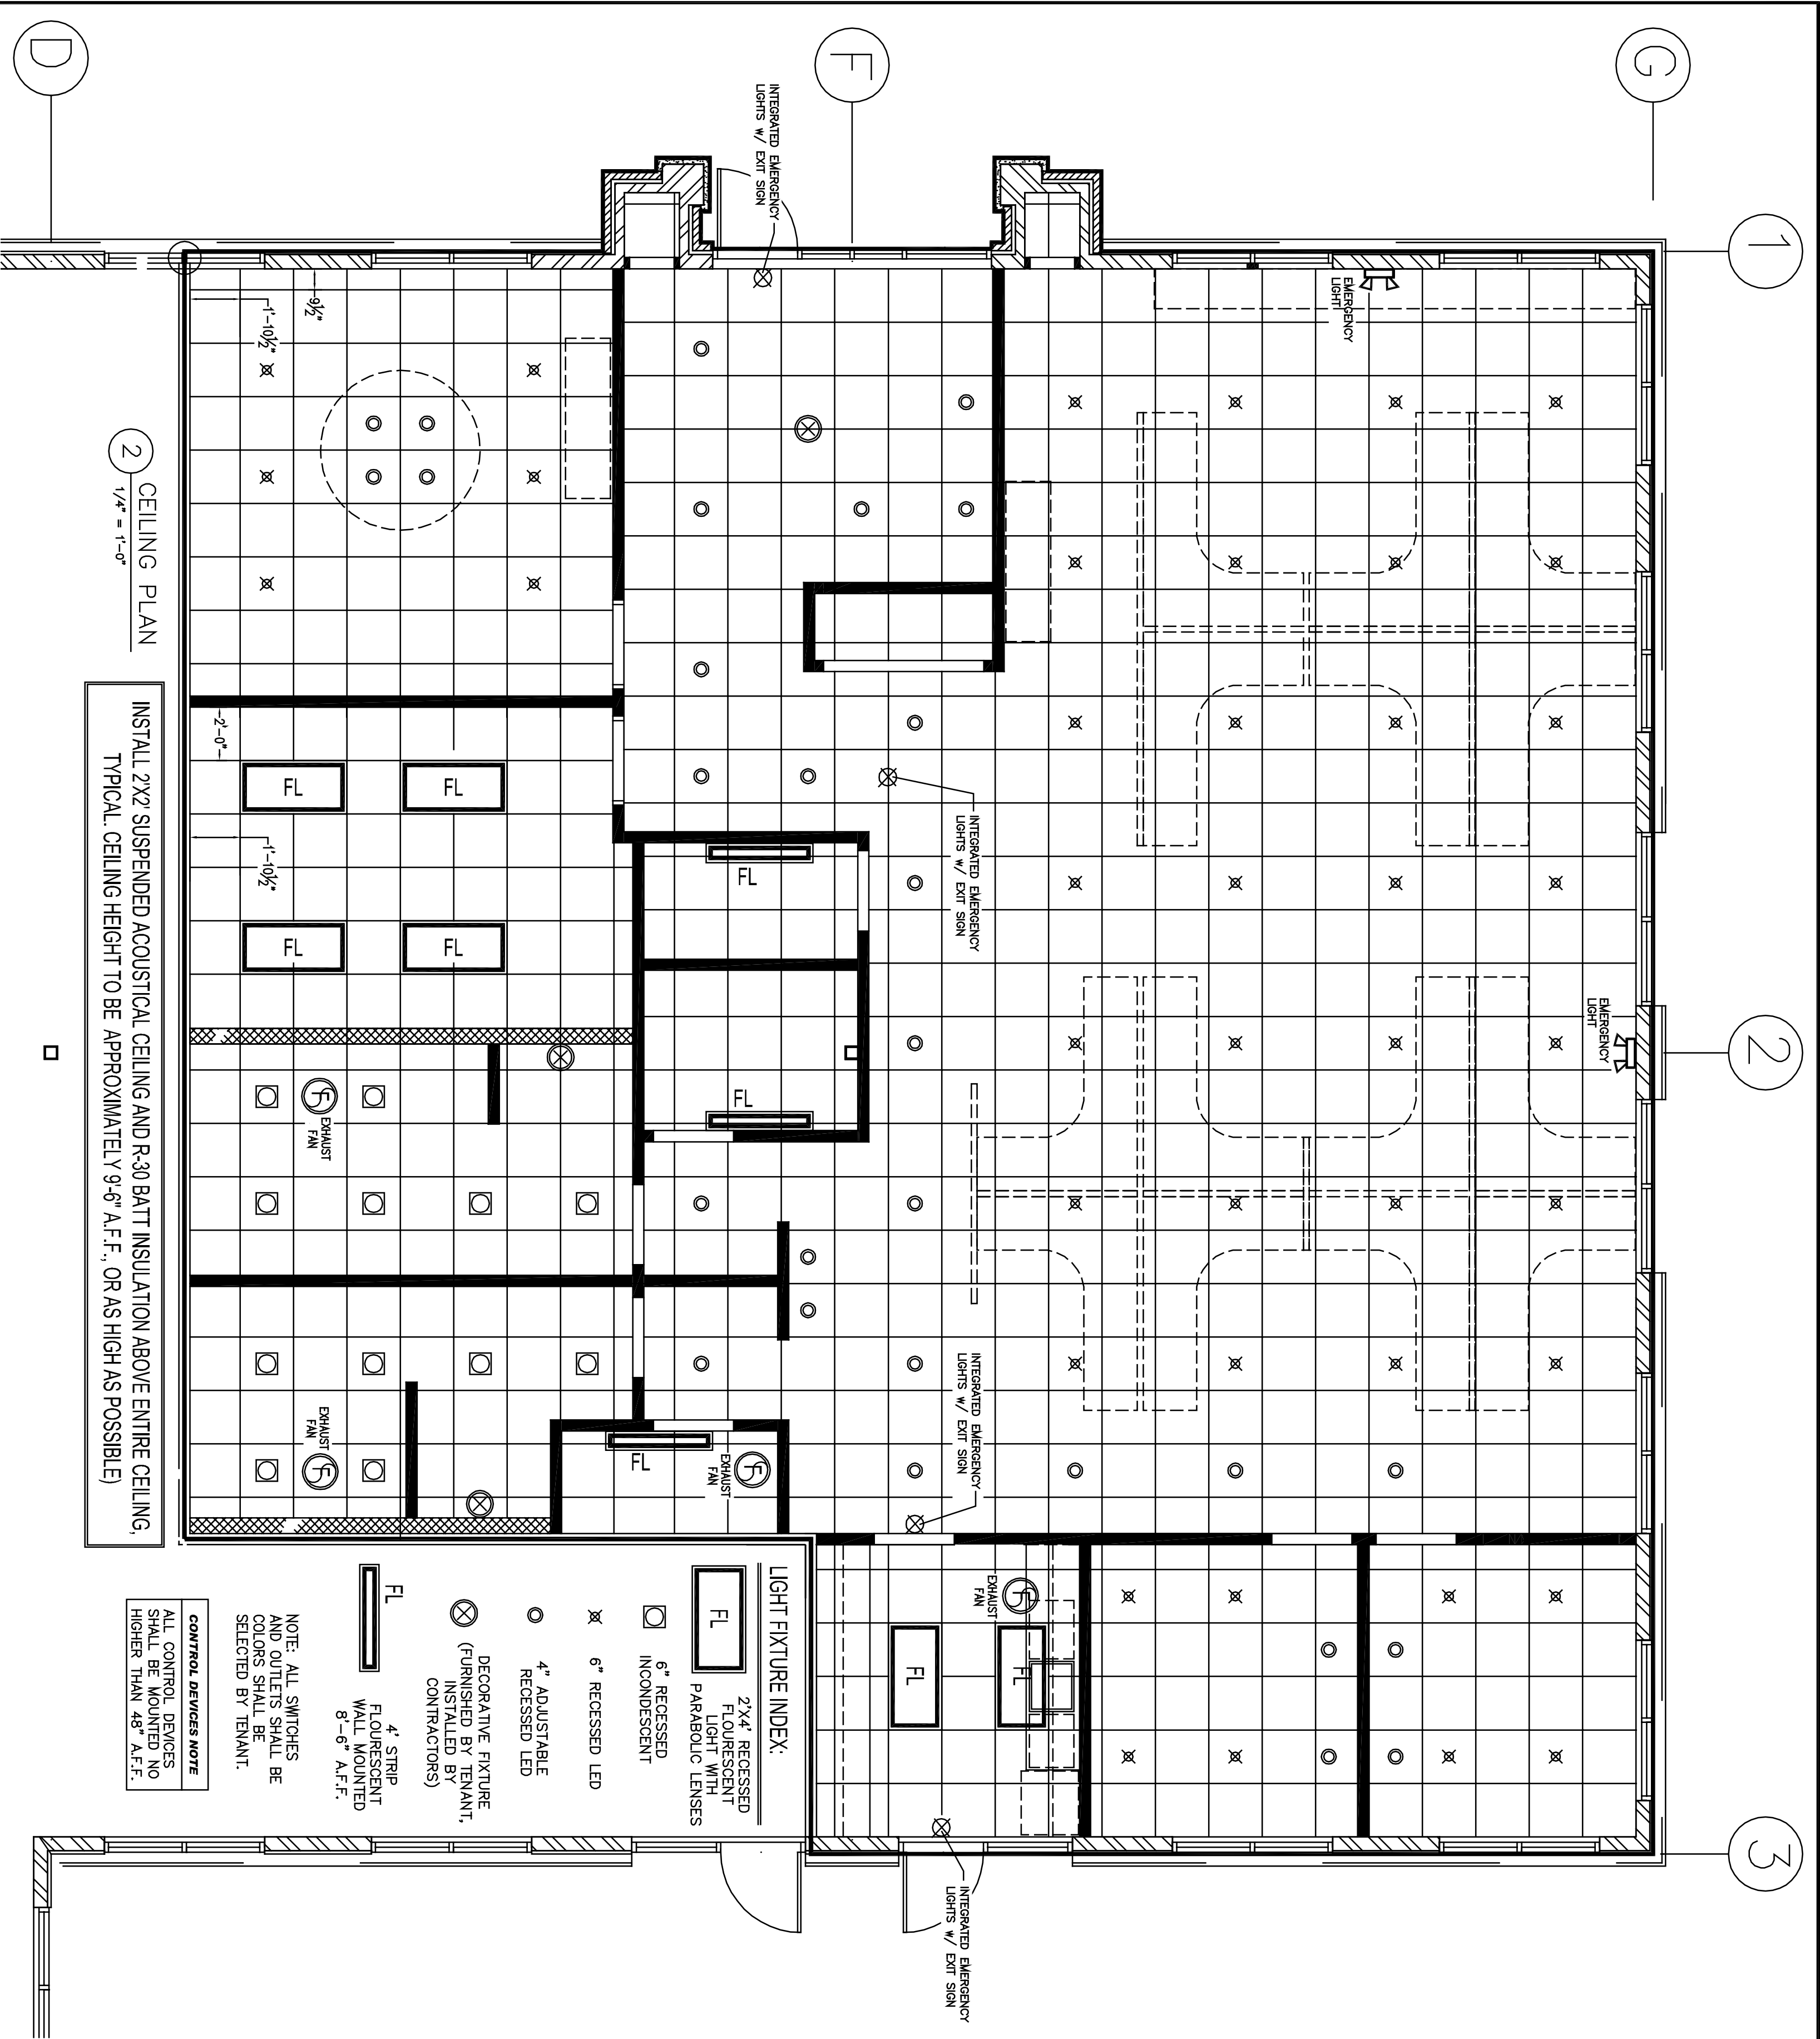 1
2
3
G
F
D
EMERGENCY
LIGHT
EMERGENCY
LIGHT
INTEGRATED EMERGENCY
LIGHTS W/ EXIT SIGN
INTEGRATED EMERGENCY
LIGHTS W/ EXIT SIGN
INTEGRATED EMERGENCY
LIGHTS W/ EXIT SIGN
INTEGRATED EMERGENCY
LIGHTS W/ EXIT SIGN
EXHAUST
FAN
FL
FL
FL
FL
EXHAUST
FAN
FL
9½"
1'-10½"
FL
FL
FL
FL
2'-0"
1'-10½"
EXHAUST
FAN
EXHAUST
FAN
LIGHT FIXTURE INDEX:
FL
2'X4' RECESSED
FLOURESCENT
LIGHT WITH
PARABOLIC LENSES
6" RECESSED
INCONDESCENT
6" RECESSED LED
4" ADJUSTABLE
RECESSED LED
DECORATIVE FIXTURE
(FURNISHED BY TENANT,
INSTALLED BY
CONTRACTORS)
FL
4' STRIP
FLOURESCENT
WALL MOUNTED
8'-6" A.F.F.
NOTE: ALL SWITCHES
AND OUTLETS SHALL BE
COLORS SHALL BE
SELECTED BY TENANT.
CONTROL DEVICES NOTE
ALL CONTROL DEVICES
SHALL BE MOUNTED NO
HIGHER THAN 48" A.F.F.
2
CEILING PLAN
1/4" = 1'-0"
INSTALL 2'X2' SUSPENDED ACOUSTICAL CEILING AND R-30 BATT INSULATION ABOVE ENTIRE CEILING,
TYPICAL. CEILING HEIGHT TO BE APPROXIMATELY 9'-6" A.F.F., OR AS HIGH AS POSSIBLE)